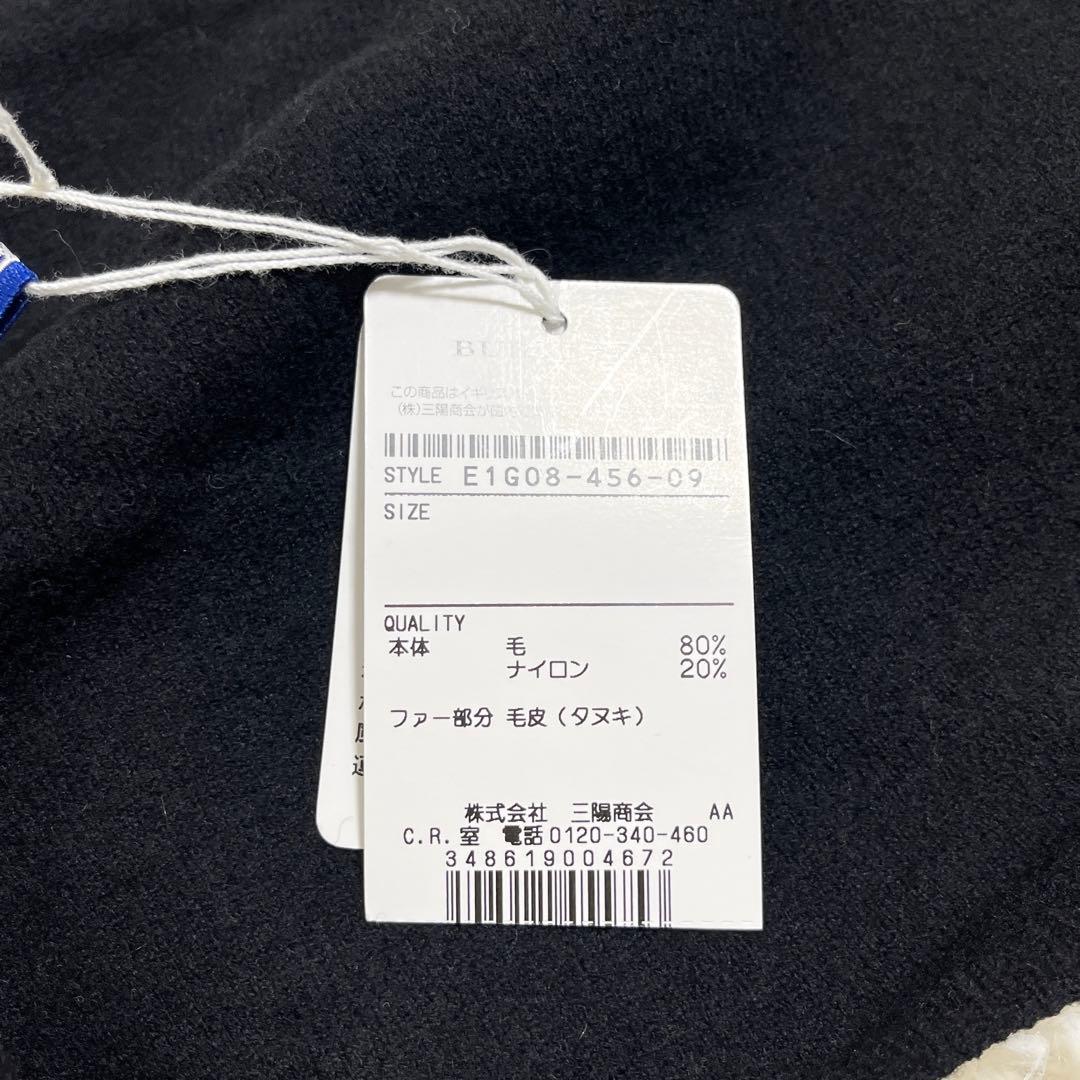 この商品はイギリス
(株)三陽商会が
STYLE E1G08-456-09
SIZE
QUALITY
本体 毛 80%
ナイロン 20%
ファー部分 毛皮(タヌキ)
株式会社 三陽商会 AA
C.R.室 電話0120-340-460
348619004672